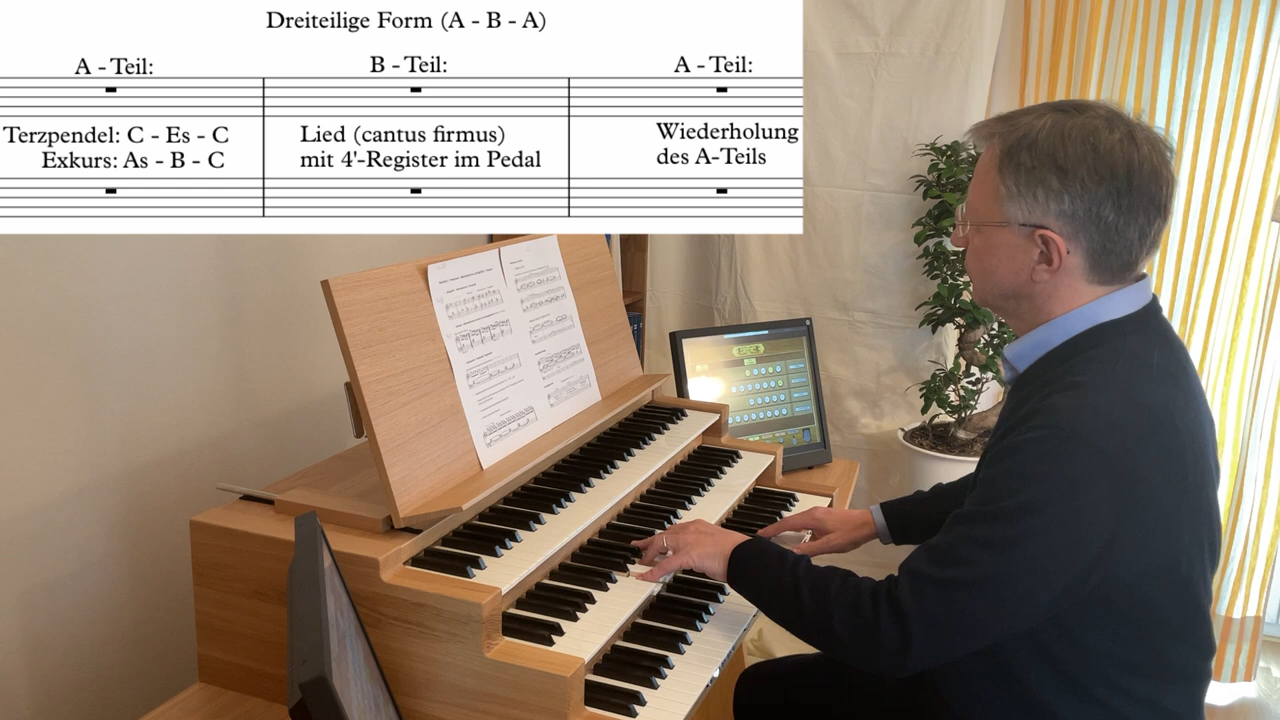 Dreiteilige Form (A - B - A)
A - Teil:
B - Teil:
A - Teil:
Terzpendel: C - Es - C
Exkurs: As - B - C
Lied (cantus firmus)
mit 4'-Register im Pedal
Wiederholung
des A-Teils